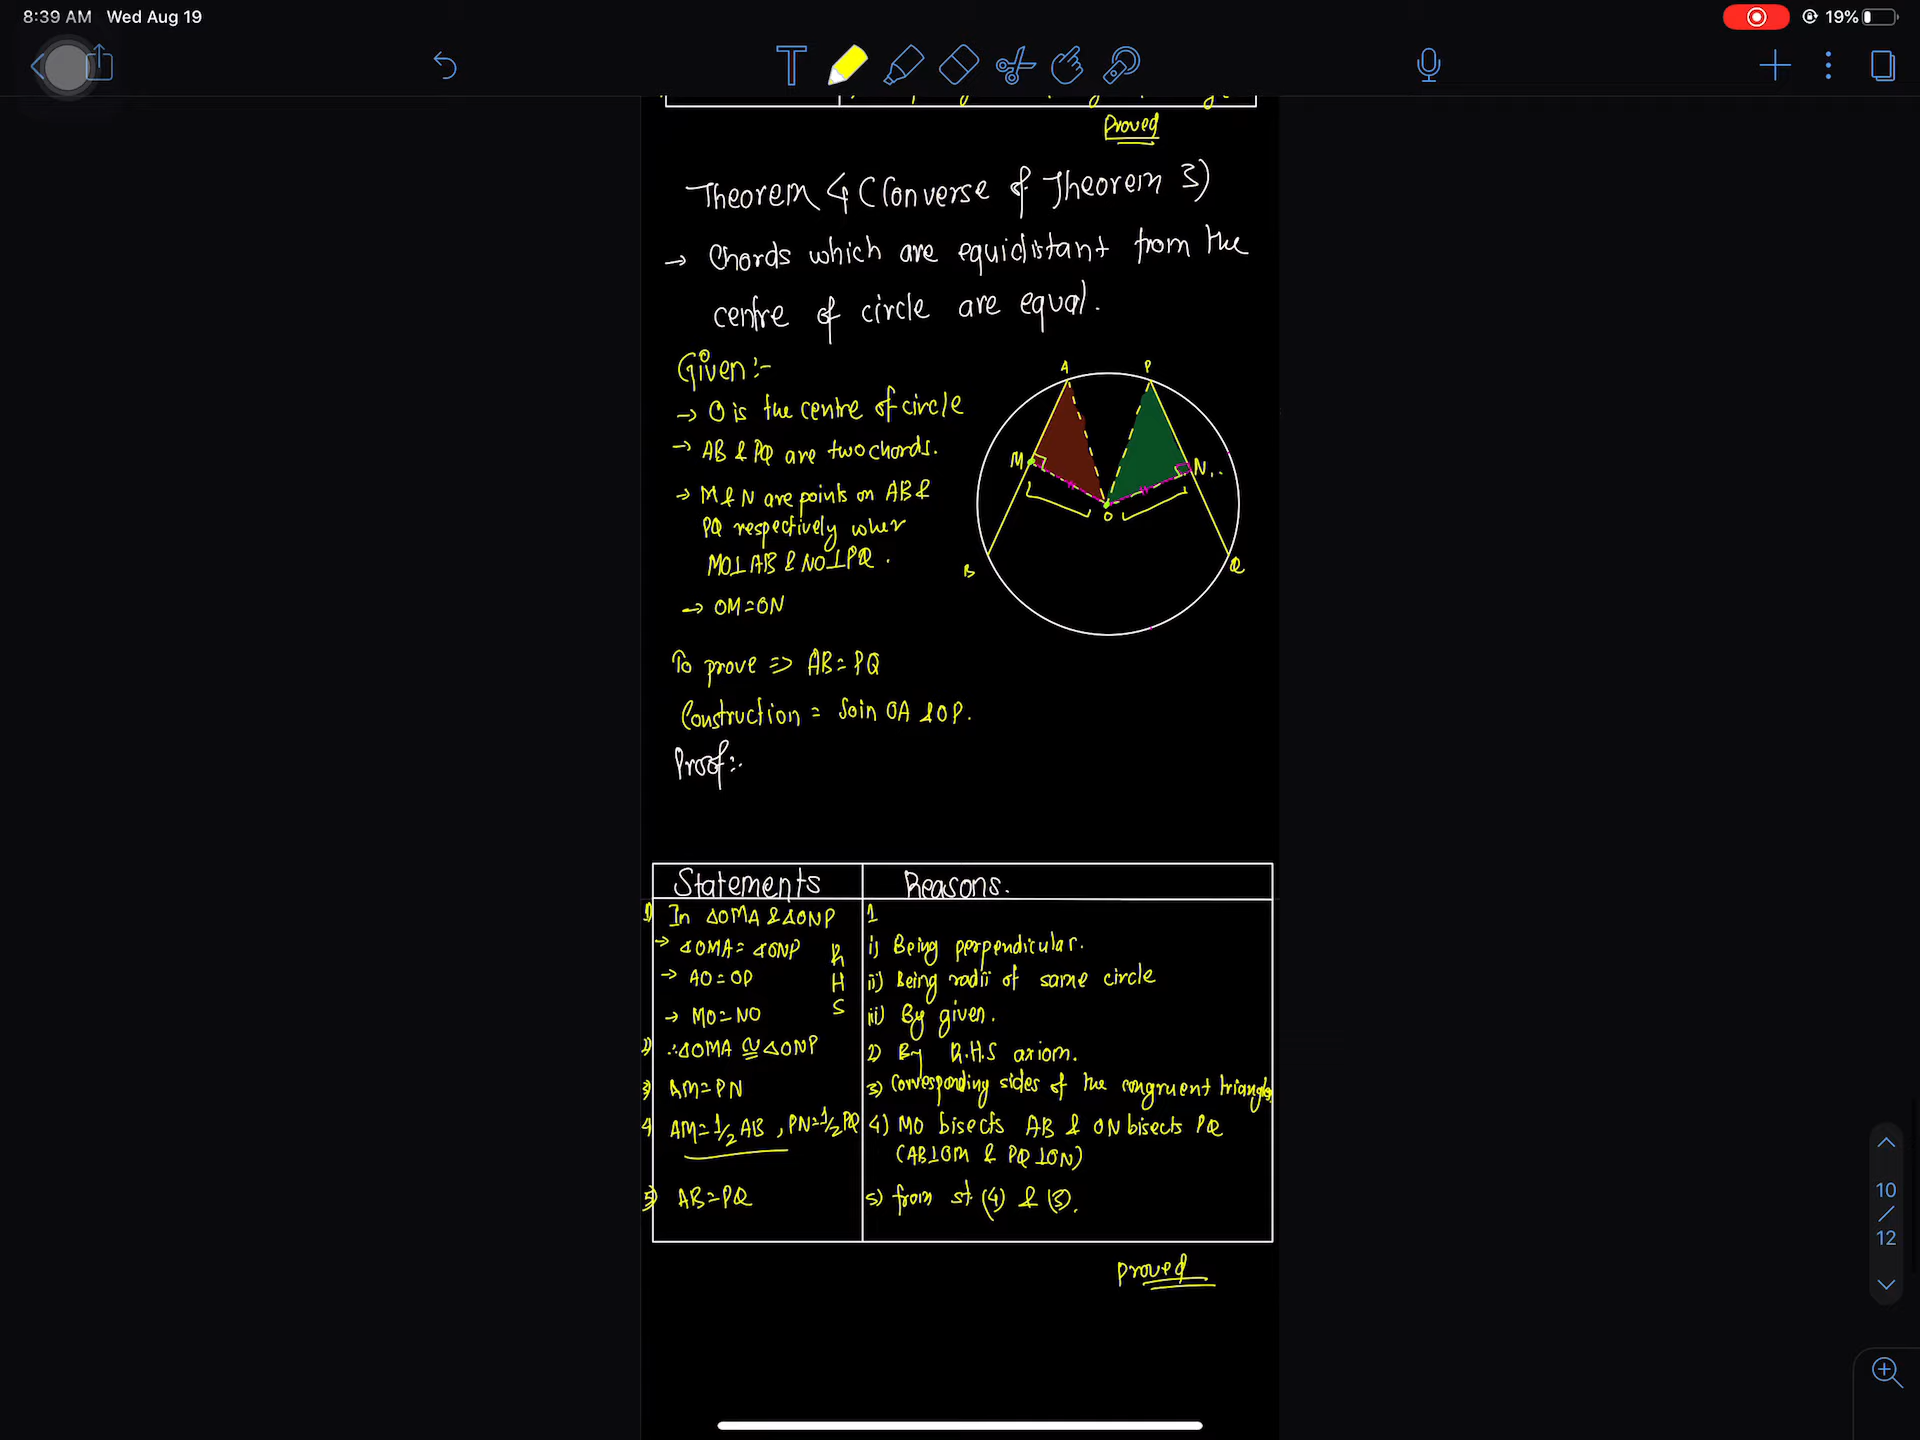 8:39 AM Wed Aug 19
19%
Proved
Theorem 4 (Converse of Theorem 3)
→ Chords which are equidistant from the
centre of circle are equal.
Given :-
→ O is the centre of circle
→ AB & PQ are two chords.
→ M & N are points on AB &
PQ respectively wher
MO⊥AB & NO⊥PQ .
→ OM=ON
A
P
M
N
O
B
Q
To prove => AB=PQ
Construction = Join OA & OP.
Proof:-
Statements
Reasons.
1) In △OMA & △ONP
1
→ ∢OMA = ∢ONP R
i) Being perpendicular.
→ AO=OP H
ii) Being radii of same circle
→ MO=NO S
iii) By given.
2) ∴△OMA ≅ △ONP
2) By R.H.S axiom.
3) AM=PN
3) Corresponding sides of the congruent triangles
4 AM=1/2 AB , PN=1/2 PQ
4) MO bisects AB & ON bisects PQ
(AB⊥OM & PQ⊥ON)
5) AB=PQ
5) from st. (4) & (3).
proved
10
/
12